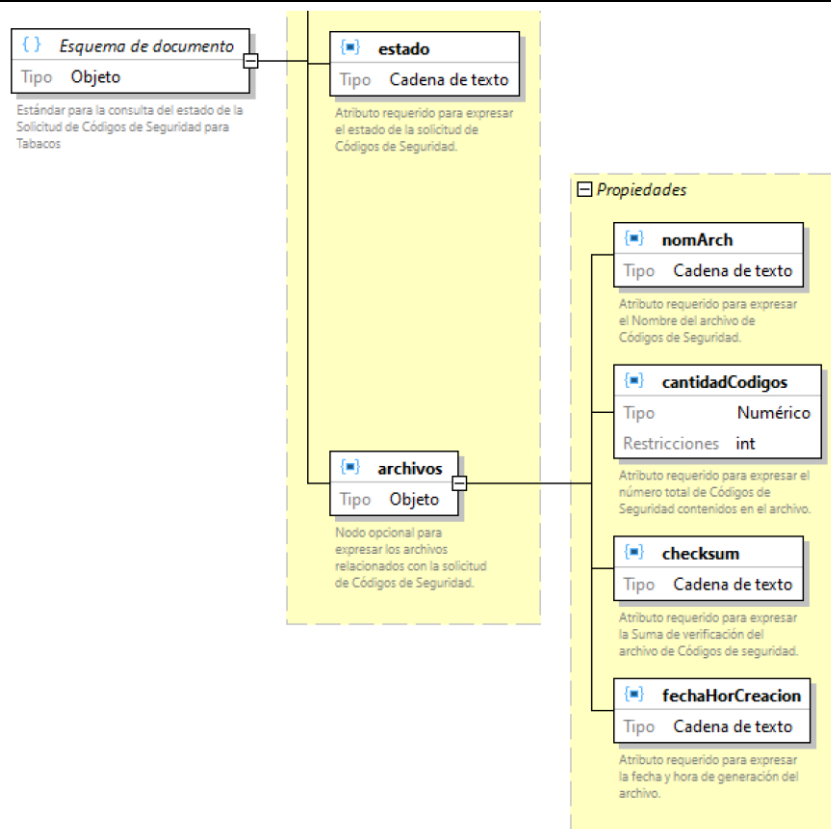 { } Esquema de documento
Tipo Objeto
Estándar para la consulta del estado de la
Solicitud de Códigos de Seguridad para
Tabacos
estado
Tipo Cadena de texto
Atributo requerido para expresar
el estado de la solicitud de
Códigos de Seguridad.
archivos
Tipo Objeto
Nodo opcional para
expresar los archivos
relacionados con la solicitud
de Códigos de Seguridad.
Propiedades
nomArch
Tipo Cadena de texto
Atributo requerido para expresar
el Nombre del archivo de
Códigos de Seguridad.
cantidadCodigos
Tipo Numérico
Restricciones int
Atributo requerido para expresar el
número total de Códigos de
Seguridad contenidos en el archivo.
checksum
Tipo Cadena de texto
Atributo requerido para expresar
la Suma de verificación del
archivo de Códigos de seguridad.
fechaHorCreacion
Tipo Cadena de texto
Atributo requerido para expresar
la fecha y hora de generación del
archivo.